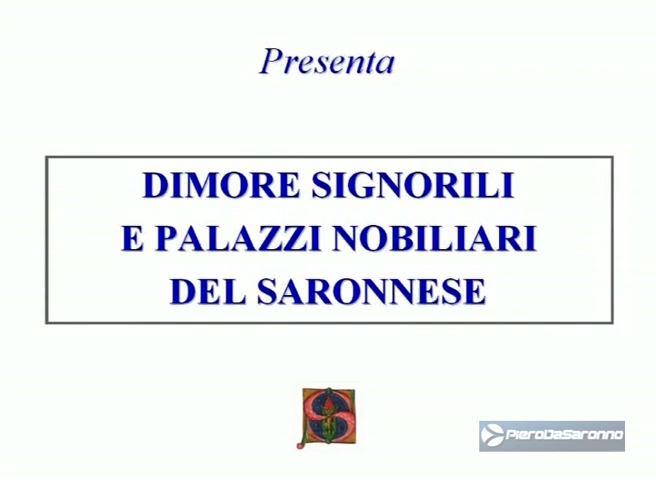 Presenta
DIMORE SIGNORILI
E PALAZZI NOBILIARI
DEL SARONNESE
PieroDaSaronno